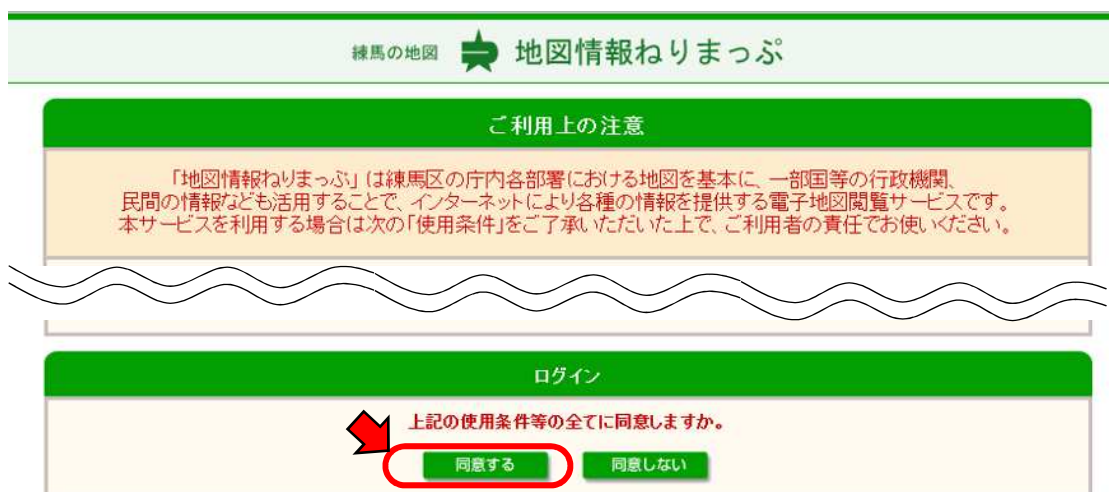 練馬の地図 地図情報ねりまっぷ
ご利用上の注意
「地図情報ねりまっぷ」は練馬区の庁内各部署における地図を基本に、一部国等の行政機関、
民間の情報なども活用することで、インターネットにより各種の情報を提供する電子地図閲覧サービスです。
本サービスを利用する場合は次の「使用条件」をご了承いただいた上で、ご利用者の責任でお使いください。
ログイン
上記の使用条件等の全てに同意しますか。
同意する 同意しない